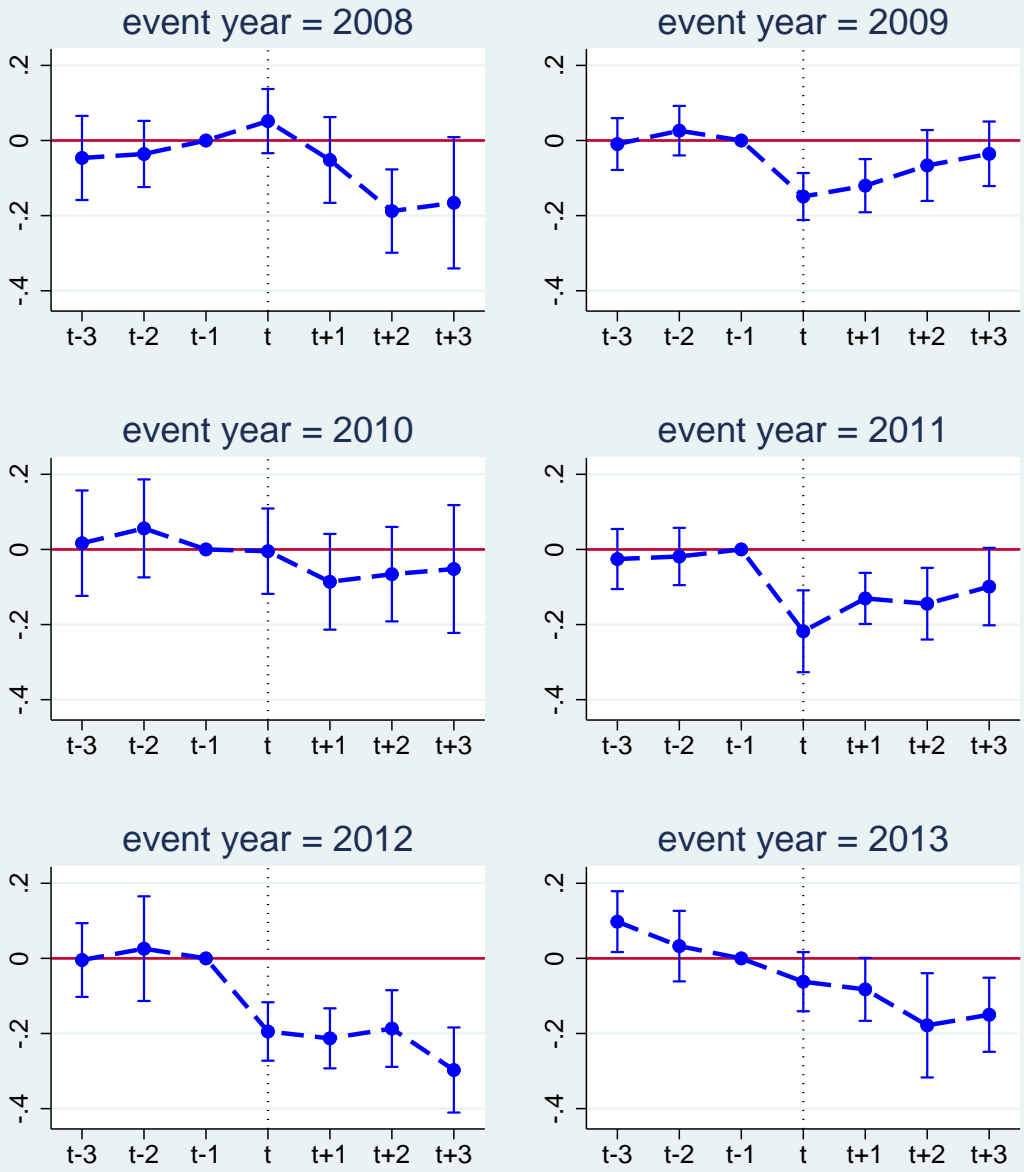 event year = 2008
.2
0
-.2
-.4
t-3 t-2 t-1 t t+1 t+2 t+3
event year = 2009
.2
0
-.2
-.4
t-3 t-2 t-1 t t+1 t+2 t+3
event year = 2010
.2
0
-.2
-.4
t-3 t-2 t-1 t t+1 t+2 t+3
event year = 2011
.2
0
-.2
-.4
t-3 t-2 t-1 t t+1 t+2 t+3
event year = 2012
.2
0
-.2
-.4
t-3 t-2 t-1 t t+1 t+2 t+3
event year = 2013
.2
0
-.2
-.4
t-3 t-2 t-1 t t+1 t+2 t+3